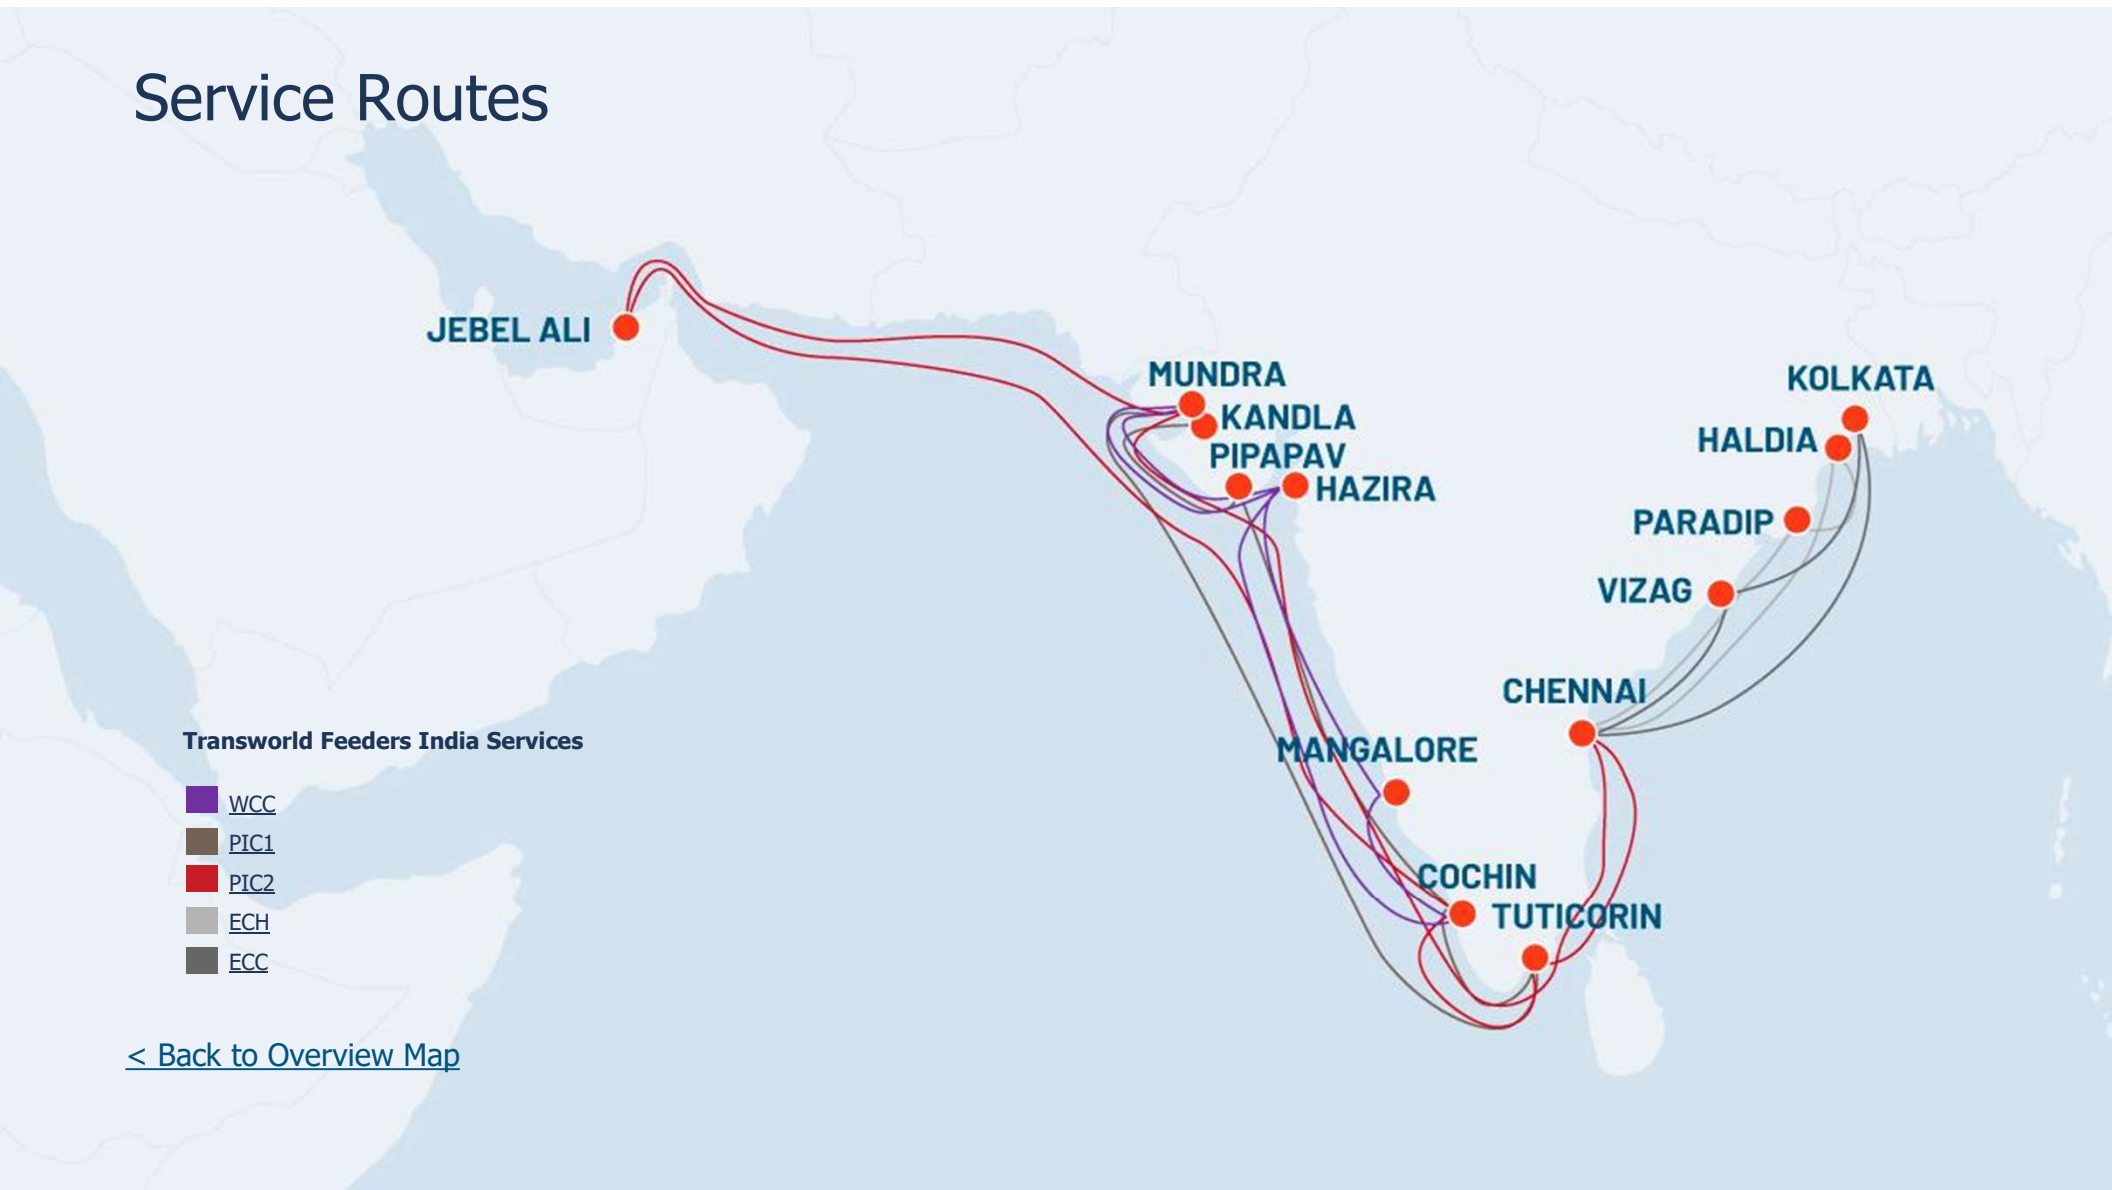 Service Routes
JEBEL ALI
MUNDRA
KANDLA
PIPAPAV
HAZIRA
KOLKATA
HALDIA
PARADIP
VIZAG
CHENNAI
MANGALORE
COCHIN
TUTICORIN
Transworld Feeders India Services
WCC
PIC1
PIC2
ECH
ECC
< Back to Overview Map